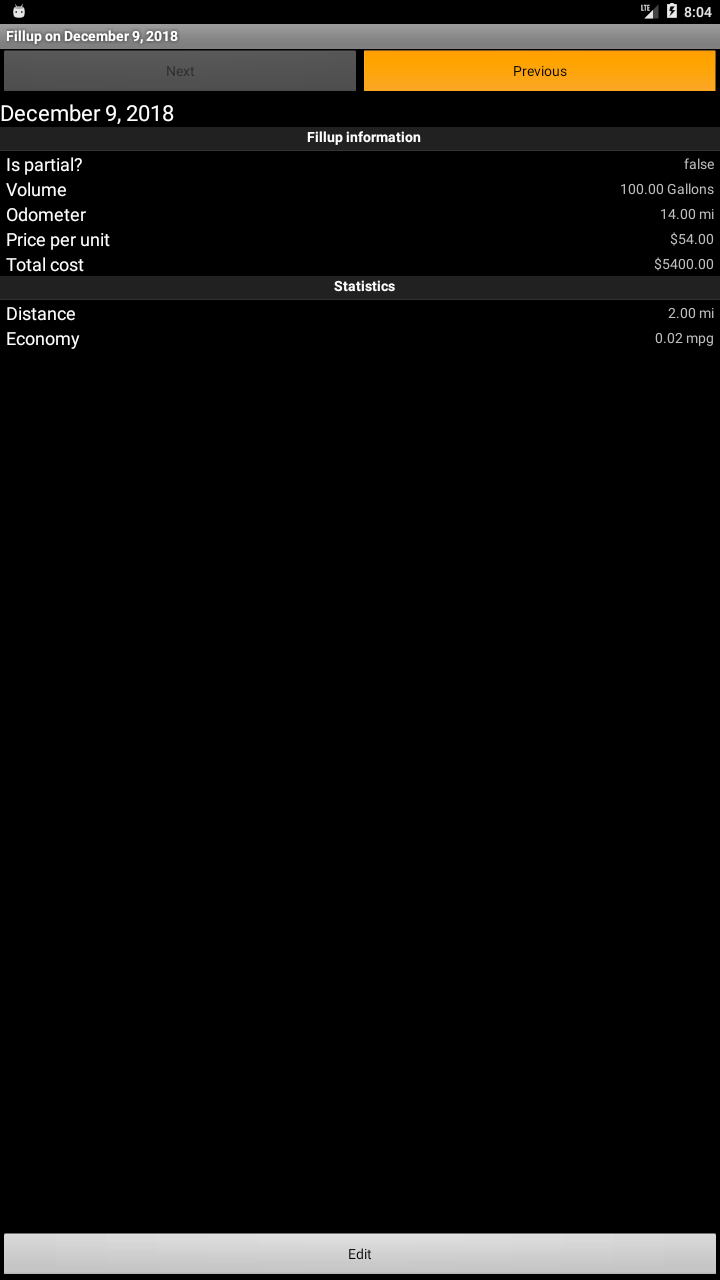 LTE 8:04
Fillup on December 9, 2018
Next Previous
December 9, 2018
Fillup information
Is partial? false
Volume 100.00 Gallons
Odometer 14.00 mi
Price per unit $54.00
Total cost $5400.00
Statistics
Distance 2.00 mi
Economy 0.02 mpg
Edit